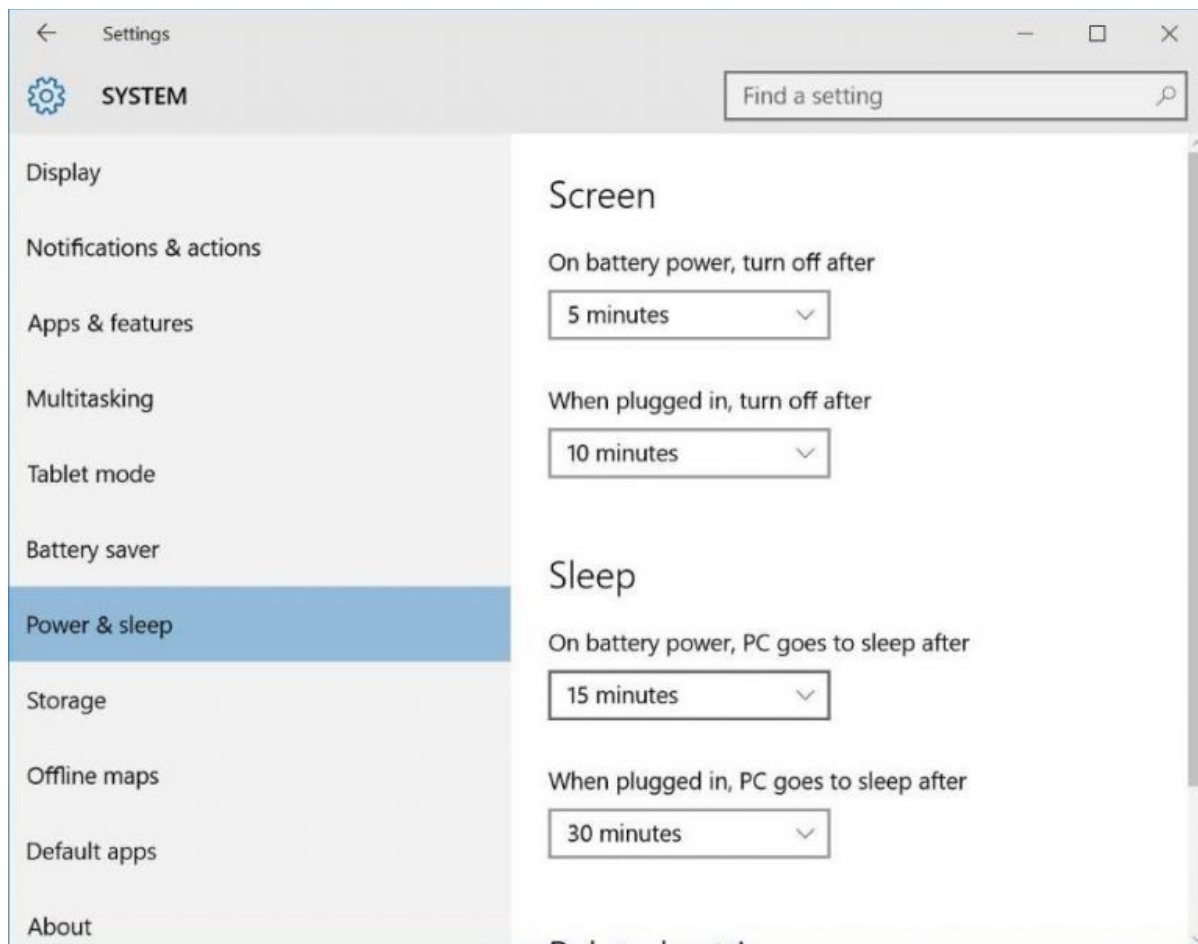 Settings
SYSTEM
Find a setting
Display
Notifications & actions
Apps & features
Multitasking
Tablet mode
Battery saver
Power & sleep
Storage
Offline maps
Default apps
About
Screen
On battery power, turn off after
5 minutes
When plugged in, turn off after
10 minutes
Sleep
On battery power, PC goes to sleep after
15 minutes
When plugged in, PC goes to sleep after
30 minutes